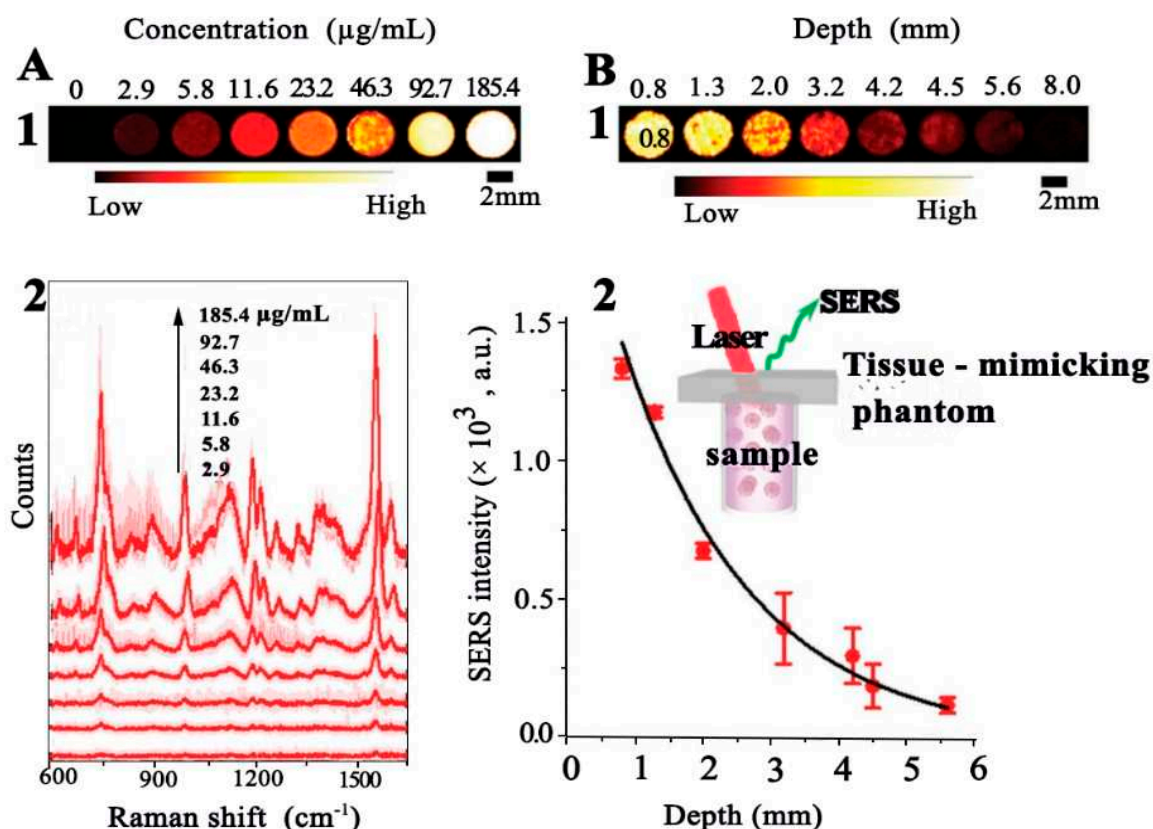 Concentration (µg/mL)
A
0 2.9 5.8 11.6 23.2 46.3 92.7 185.4
1
Low High 2mm
Depth (mm)
B
0.8 1.3 2.0 3.2 4.2 4.5 5.6 8.0
1
0.8
Low High 2mm
2
185.4 µg/mL
92.7
46.3
23.2
11.6
5.8
2.9
Counts
600 900 1200 1500
Raman shift (cm⁻¹)
2
SERS
Laser
Tissue - mimicking
phantom
sample
SERS intensity (× 10³ , a.u.)
1.5
1.0
0.5
0.0
0 1 2 3 4 5 6
Depth (mm)